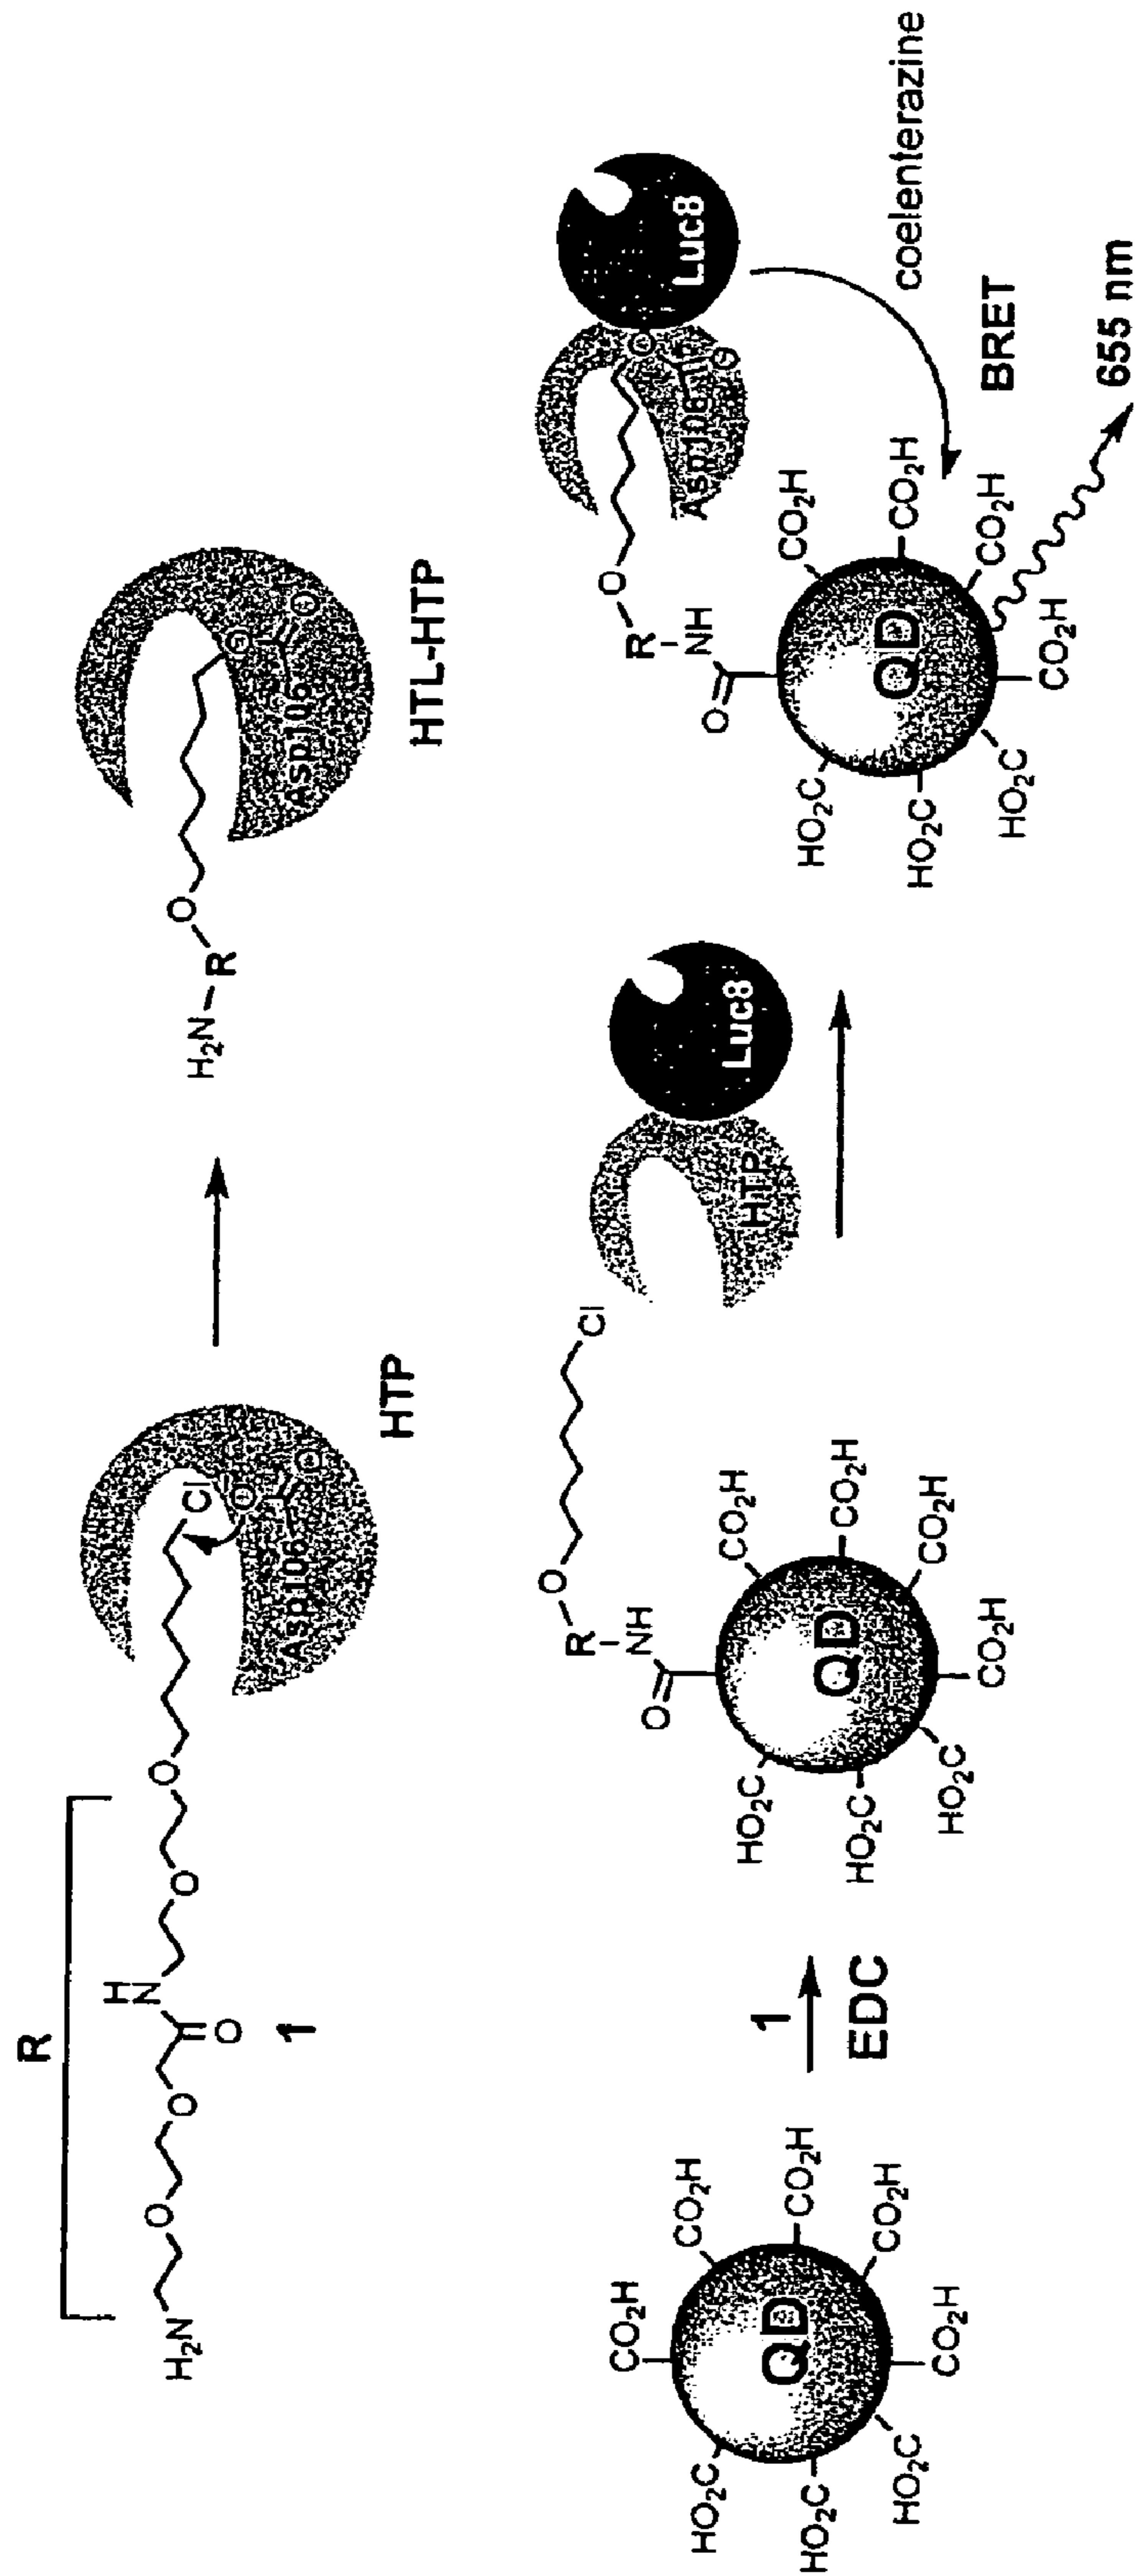 R
H₂N
O
O
O
H
N
O
O
Cl
O
Asp106
O
1
HTP
H₂N
R
O
O
Asp106
O
HTL-HTP
CO₂H
HO₂C
CO₂H
HO₂C
QD
CO₂H
HO₂C
CO₂H
CO₂H
1
EDC
O
NH
R
O
Cl
HO₂C
CO₂H
HO₂C
QD
CO₂H
HO₂C
CO₂H
CO₂H
HTP
Luc8
O
NH
R
O
O
Asp106
O
Luc8
HO₂C
CO₂H
HO₂C
QD
CO₂H
HO₂C
CO₂H
CO₂H
coelenterazine
BRET
655 nm